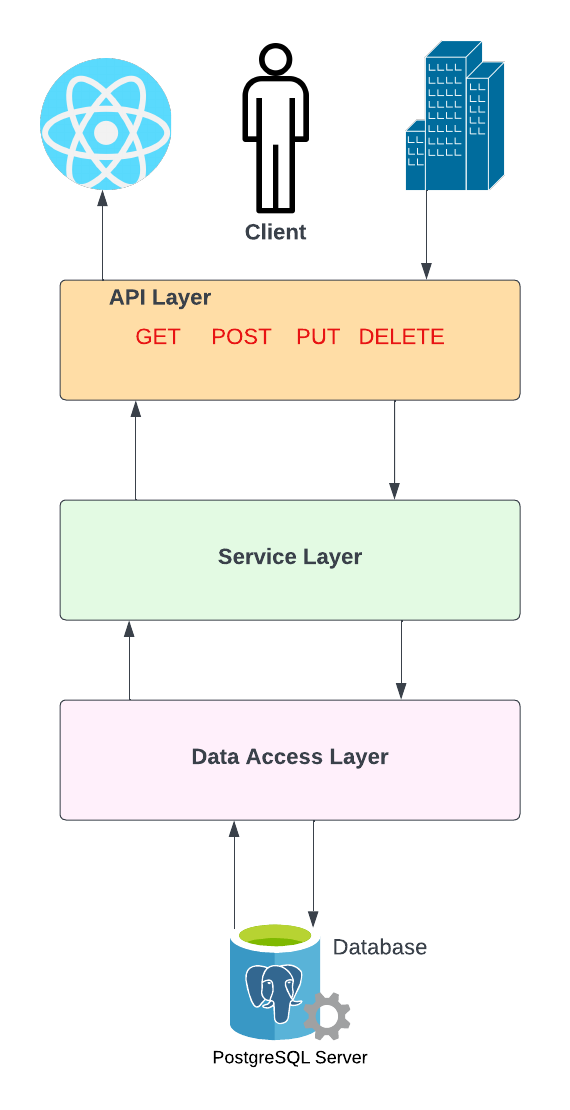 Client
API Layer
GET POST PUT DELETE
Service Layer
Data Access Layer
Database
PostgreSQL Server